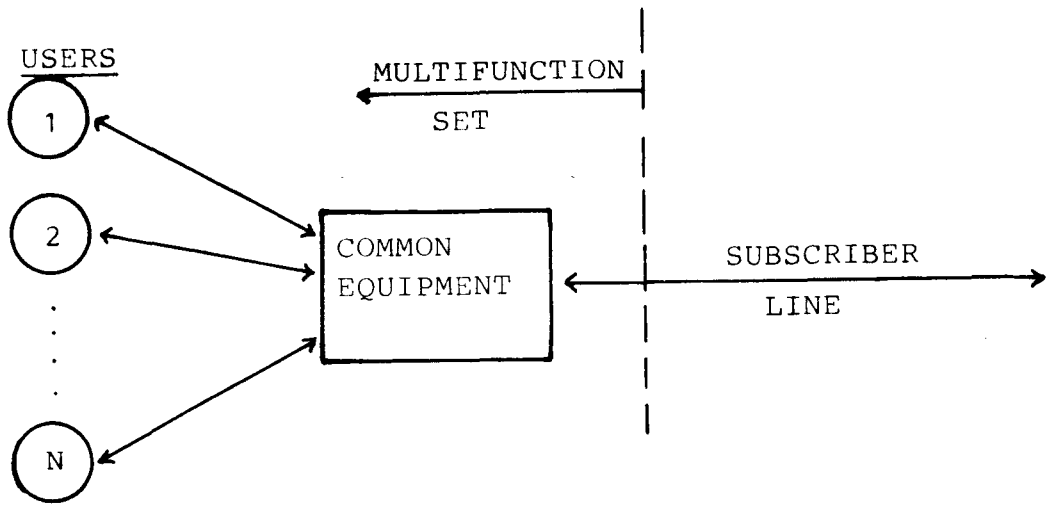 USERS
1
2
N
MULTIFUNCTION
SET
COMMON
EQUIPMENT
SUBSCRIBER
LINE